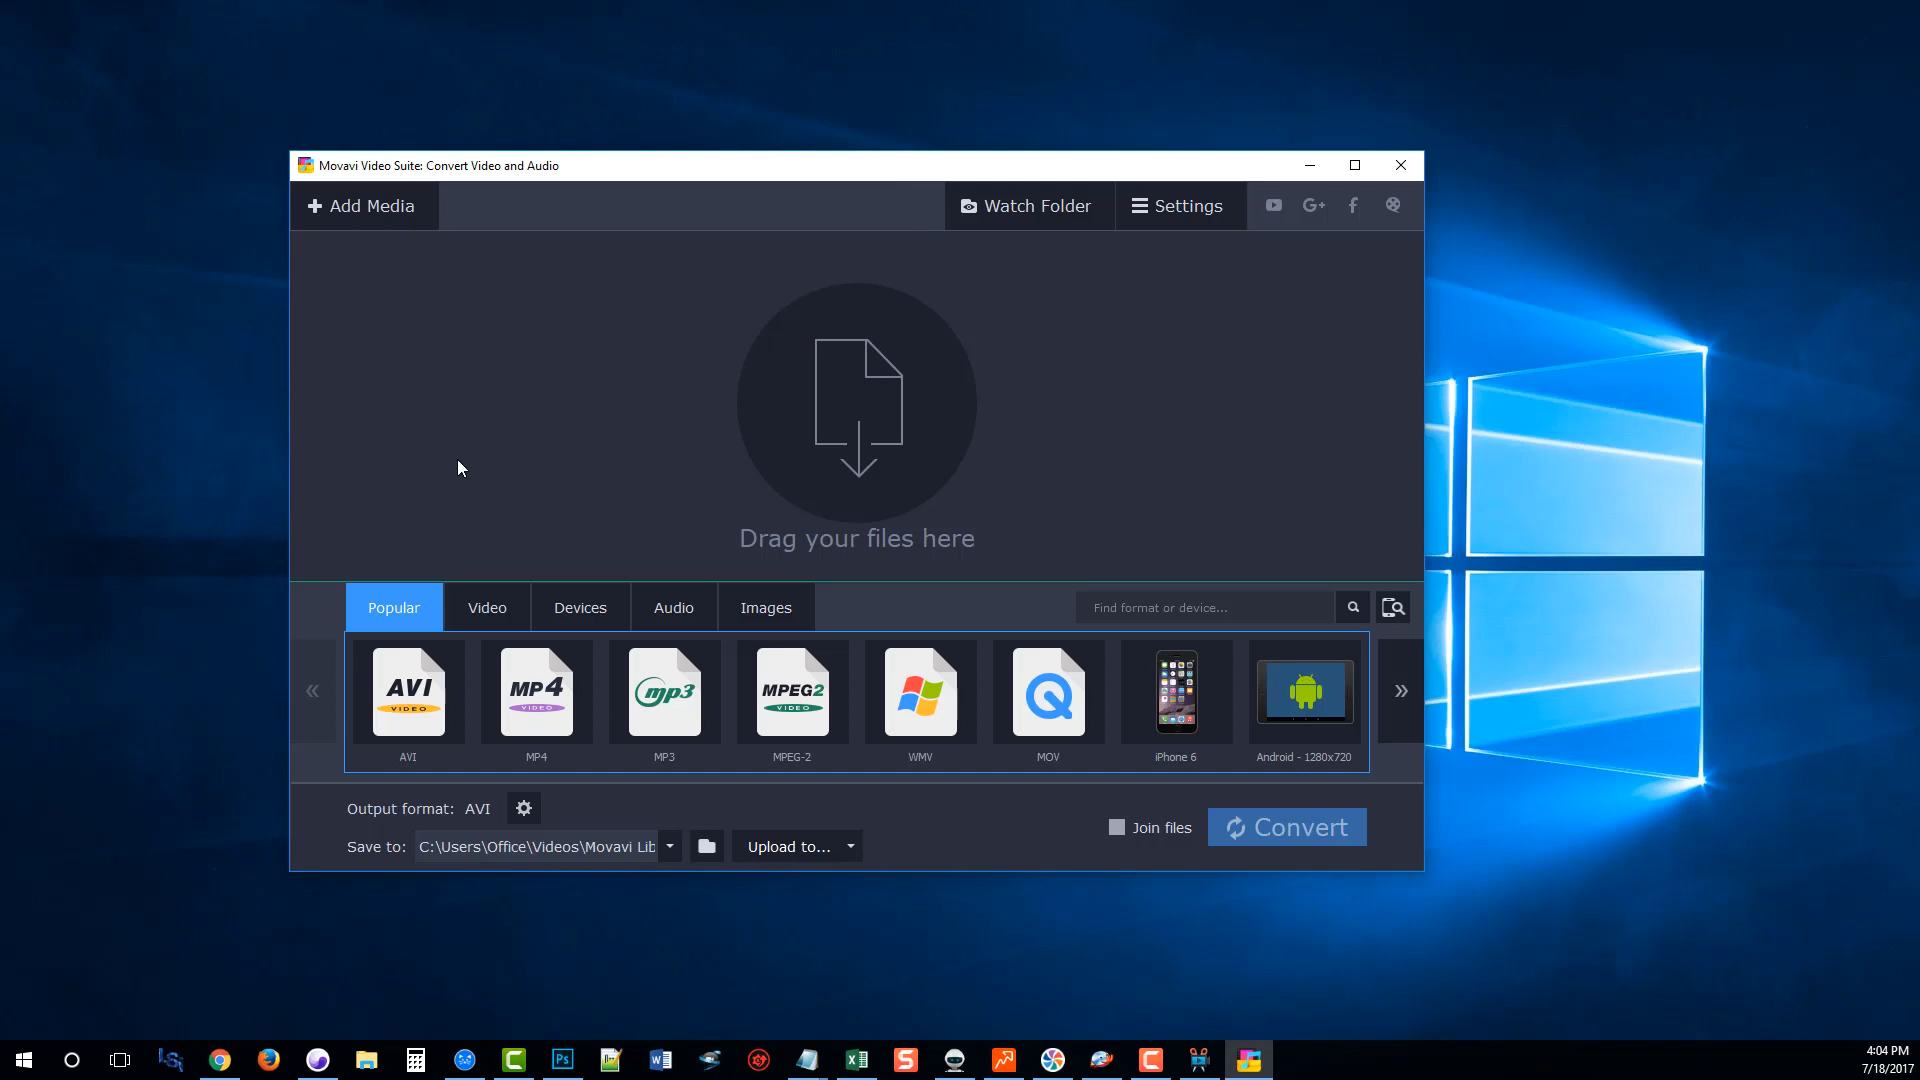 Movavi Video Suite: Convert Video and Audio
Add Media
Watch Folder
Settings
G+
f
Drag your files here
Popular
Video
Devices
Audio
Images
Find format or device...
AVI
VIDEO
MP4
VIDEO
mp3
MPEG2
VIDEO
AVI
MP4
MP3
MPEG-2
WMV
MOV
iPhone 6
Android - 1280x720
Output format: AVI
Save to: C:\Users\Office\Videos\Movavi Lib
Upload to...
Join files
Convert
Ps
4:04 PM
7/18/2017